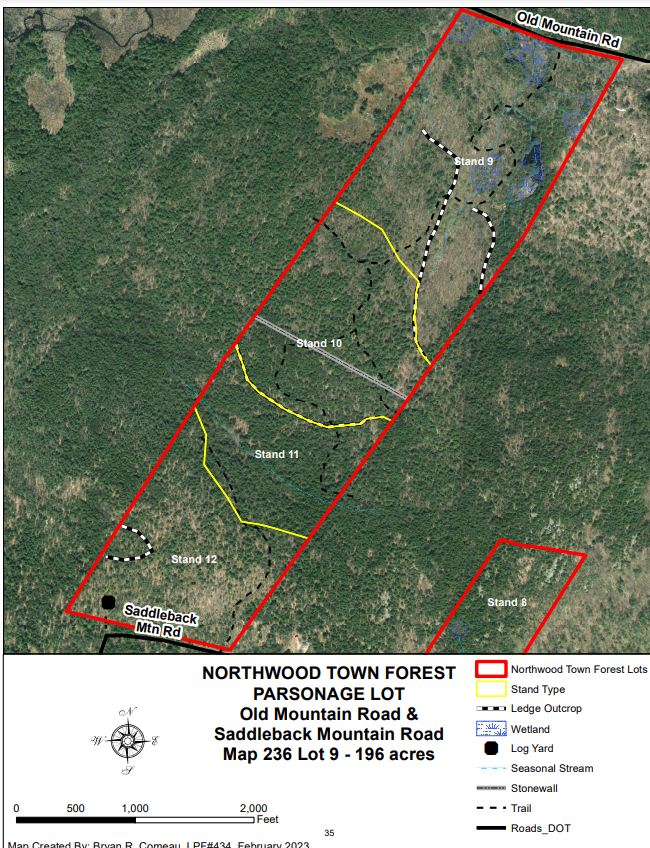 Old Mountain Rd
Stand 9
Stand 10
Stand 11
Stand 12
Stand 8
Saddleback
Mtn Rd
NORTHWOOD TOWN FOREST
PARSONAGE LOT
Old Mountain Road &
Saddleback Mountain Road
Map 236 Lot 9 - 196 acres
N
W E
S
0 500 1,000 2,000
Feet
Northwood Town Forest Lots
Stand Type
Ledge Outcrop
Wetland
Log Yard
Seasonal Stream
Stonewall
Trail
Roads_DOT
35
Map Created By: Bryan R. Comeau, LPF#434, February 2023